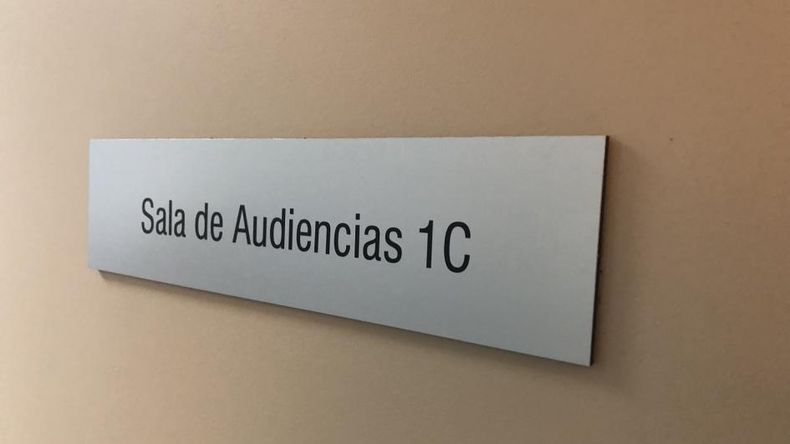 Sala de Audiencias 1C